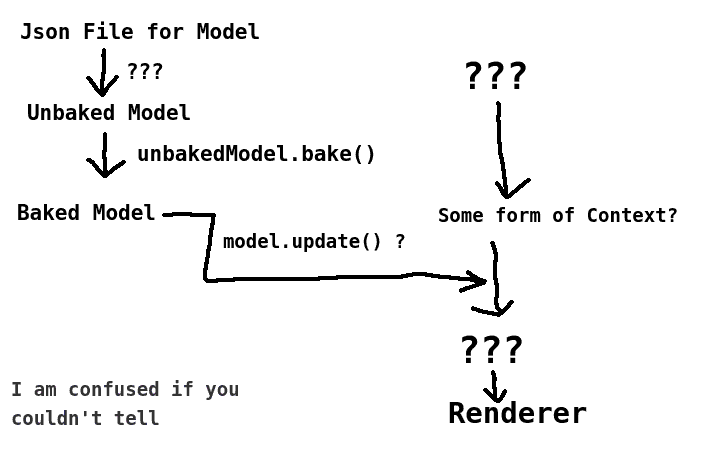 Json File for Model
???
Unbaked Model
unbakedModel.bake()
Baked Model
model.update() ?
???
Some form of Context?
???
Renderer
I am confused if you
couldn't tell